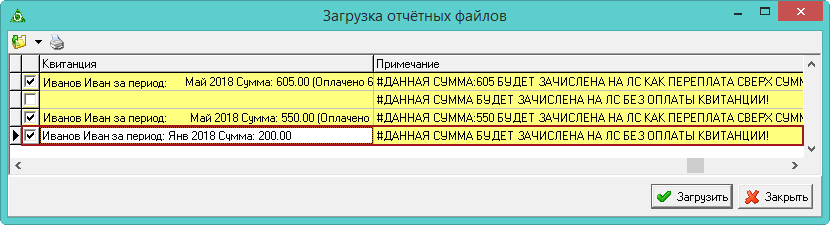 Загрузка отчётных файлов
Квитанция Примечание
Иванов Иван за период: Май 2018 Сумма: 605.00 (Оплачено 6 #ДАННАЯ СУММА:605 БУДЕТ ЗАЧИСЛЕНА НА ЛС КАК ПЕРЕПЛАТА СВЕРХ СУММ
#ДАННАЯ СУММА БУДЕТ ЗАЧИСЛЕНА НА ЛС БЕЗ ОПЛАТЫ КВИТАНЦИИ!
Иванов Иван за период: Май 2018 Сумма: 550.00 (Оплачено #ДАННАЯ СУММА:550 БУДЕТ ЗАЧИСЛЕНА НА ЛС КАК ПЕРЕПЛАТА СВЕРХ СУММ
Иванов Иван за период: Янв 2018 Сумма: 200.00 #ДАННАЯ СУММА БУДЕТ ЗАЧИСЛЕНА НА ЛС БЕЗ ОПЛАТЫ КВИТАНЦИИ!
Загрузить Закрыть